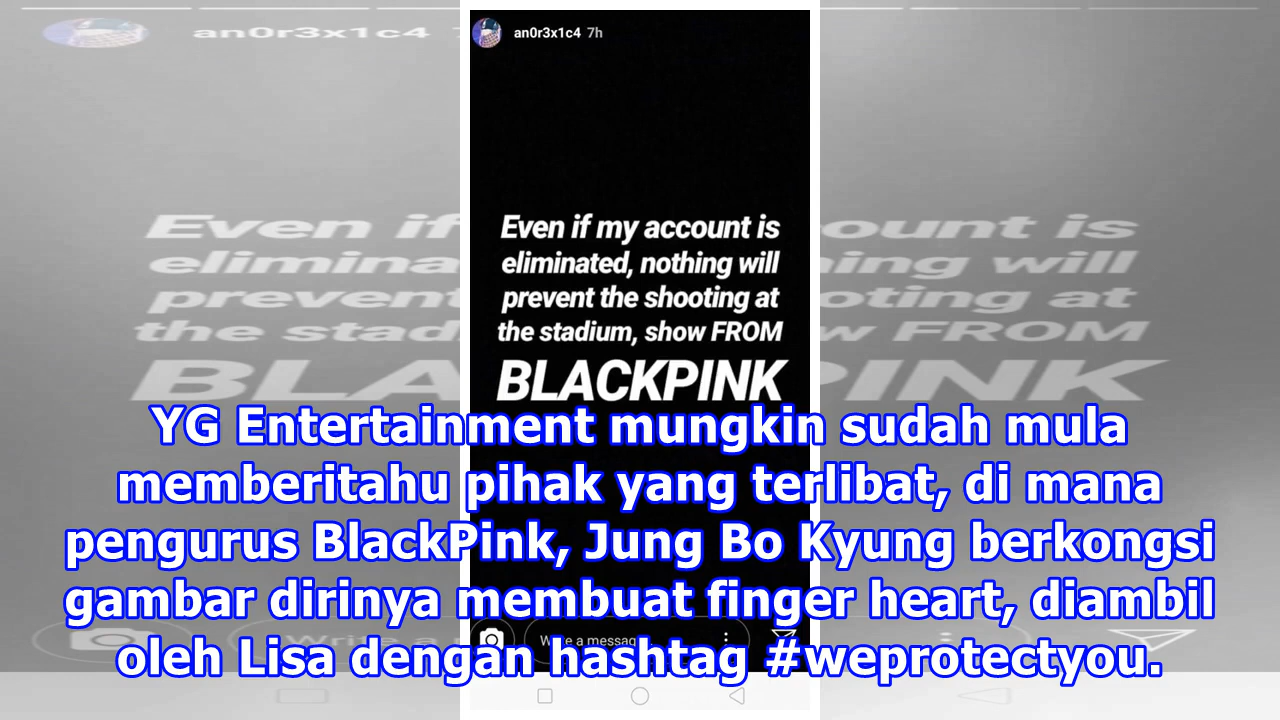 an0r3x1c4 7h
an0r3x1c4
Even if my account is
eliminated, nothing will
prevent the shooting at
the stadium, show FROM
BLACKPINK
YG Entertainment mungkin sudah mula
memberitahu pihak yang terlibat, di mana
pengurus BlackPink, Jung Bo Kyung berkongsi
gambar dirinya membuat finger heart, diambil
oleh Lisa dengan hashtag #weprotectyou.